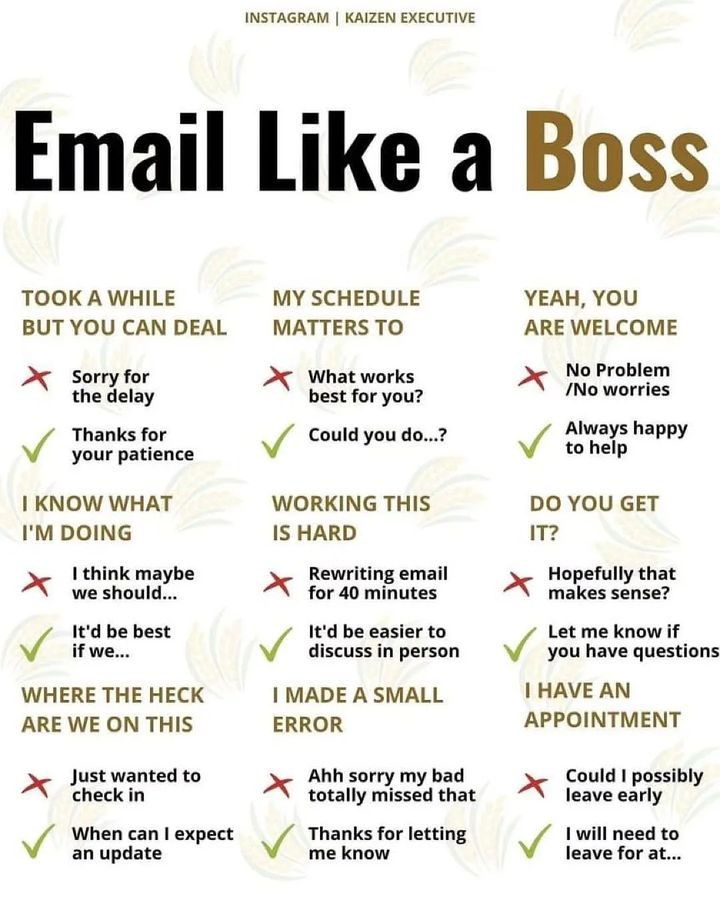 INSTAGRAM | KAIZEN EXECUTIVE
Email Like a Boss
TOOK A WHILE
BUT YOU CAN DEAL
Sorry for
the delay
Thanks for
your patience
MY SCHEDULE
MATTERS TO
What works
best for you?
Could you do...?
YEAH, YOU
ARE WELCOME
No Problem
/No worries
Always happy
to help
I KNOW WHAT
I'M DOING
I think maybe
we should...
It'd be best
if we...
WORKING THIS
IS HARD
Rewriting email
for 40 minutes
It'd be easier to
discuss in person
DO YOU GET
IT?
Hopefully that
makes sense?
Let me know if
you have questions
WHERE THE HECK
ARE WE ON THIS
Just wanted to
check in
When can I expect
an update
I MADE A SMALL
ERROR
Ahh sorry my bad
totally missed that
Thanks for letting
me know
I HAVE AN
APPOINTMENT
Could I possibly
leave early
I will need to
leave for at...